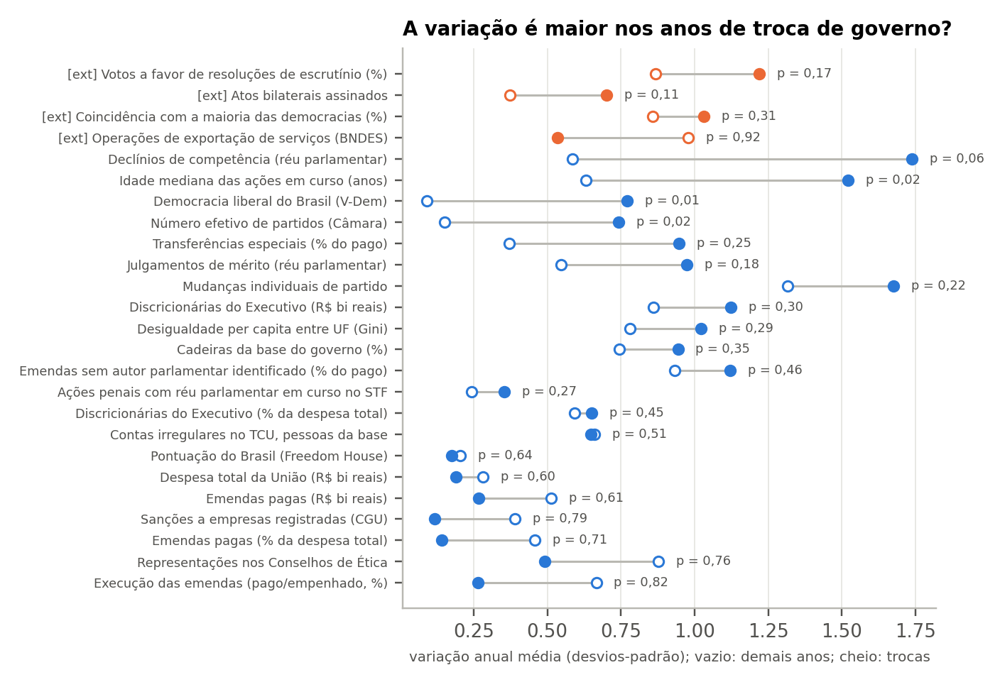 A variação é maior nos anos de troca de governo?
[ext] Votos a favor de resoluções de escrutínio (%) p = 0,17
[ext] Atos bilaterais assinados p = 0,11
[ext] Coincidência com a maioria das democracias (%) p = 0,31
[ext] Operações de exportação de serviços (BNDES) p = 0,92
Declínios de competência (réu parlamentar) p = 0,06
Idade mediana das ações em curso (anos) p = 0,02
Democracia liberal do Brasil (V-Dem) p = 0,01
Número efetivo de partidos (Câmara) p = 0,02
Transferências especiais (% do pago) p = 0,25
Julgamentos de mérito (réu parlamentar) p = 0,18
Mudanças individuais de partido p = 0,22
Discricionárias do Executivo (R$ bi reais) p = 0,30
Desigualdade per capita entre UF (Gini) p = 0,29
Cadeiras da base do governo (%) p = 0,35
Emendas sem autor parlamentar identificado (% do pago) p = 0,46
Ações penais com réu parlamentar em curso no STF p = 0,27
Discricionárias do Executivo (% da despesa total) p = 0,45
Contas irregulares no TCU, pessoas da base p = 0,51
Pontuação do Brasil (Freedom House) p = 0,64
Despesa total da União (R$ bi reais) p = 0,60
Emendas pagas (R$ bi reais) p = 0,61
Sanções a empresas registradas (CGU) p = 0,79
Emendas pagas (% da despesa total) p = 0,71
Representações nos Conselhos de Ética p = 0,76
Execução das emendas (pago/empenhado, %) p = 0,82
0.25 0.50 0.75 1.00 1.25 1.50 1.75
variação anual média (desvios-padrão); vazio: demais anos; cheio: trocas